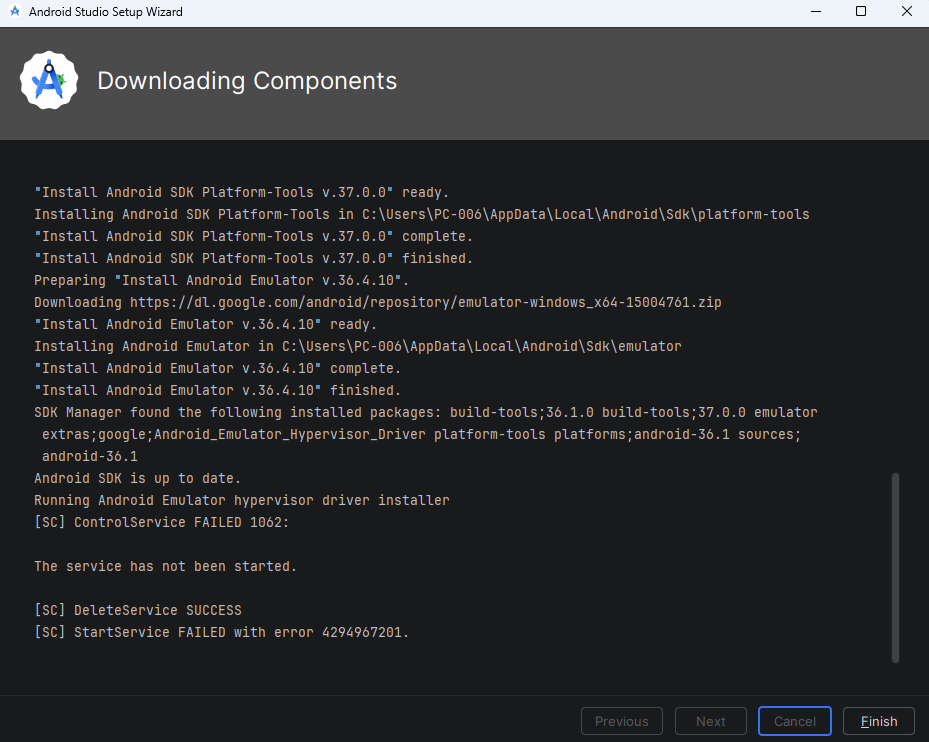 Android Studio Setup Wizard
Downloading Components
"Install Android SDK Platform-Tools v.37.0.0" ready.
Installing Android SDK Platform-Tools in C:\Users\PC-006\AppData\Local\Android\Sdk\platform-tools
"Install Android SDK Platform-Tools v.37.0.0" complete.
"Install Android SDK Platform-Tools v.37.0.0" finished.
Preparing "Install Android Emulator v.36.4.10".
Downloading https://dl.google.com/android/repository/emulator-windows_x64-15004761.zip
"Install Android Emulator v.36.4.10" ready.
Installing Android Emulator in C:\Users\PC-006\AppData\Local\Android\Sdk\emulator
"Install Android Emulator v.36.4.10" complete.
"Install Android Emulator v.36.4.10" finished.
SDK Manager found the following installed packages: build-tools;36.1.0 build-tools;37.0.0 emulator
extras;google;Android_Emulator_Hypervisor_Driver platform-tools platforms;android-36.1 sources;
android-36.1
Android SDK is up to date.
Running Android Emulator hypervisor driver installer
[SC] ControlService FAILED 1062:
The service has not been started.
[SC] DeleteService SUCCESS
[SC] StartService FAILED with error 4294967201.
Previous Next Cancel Finish